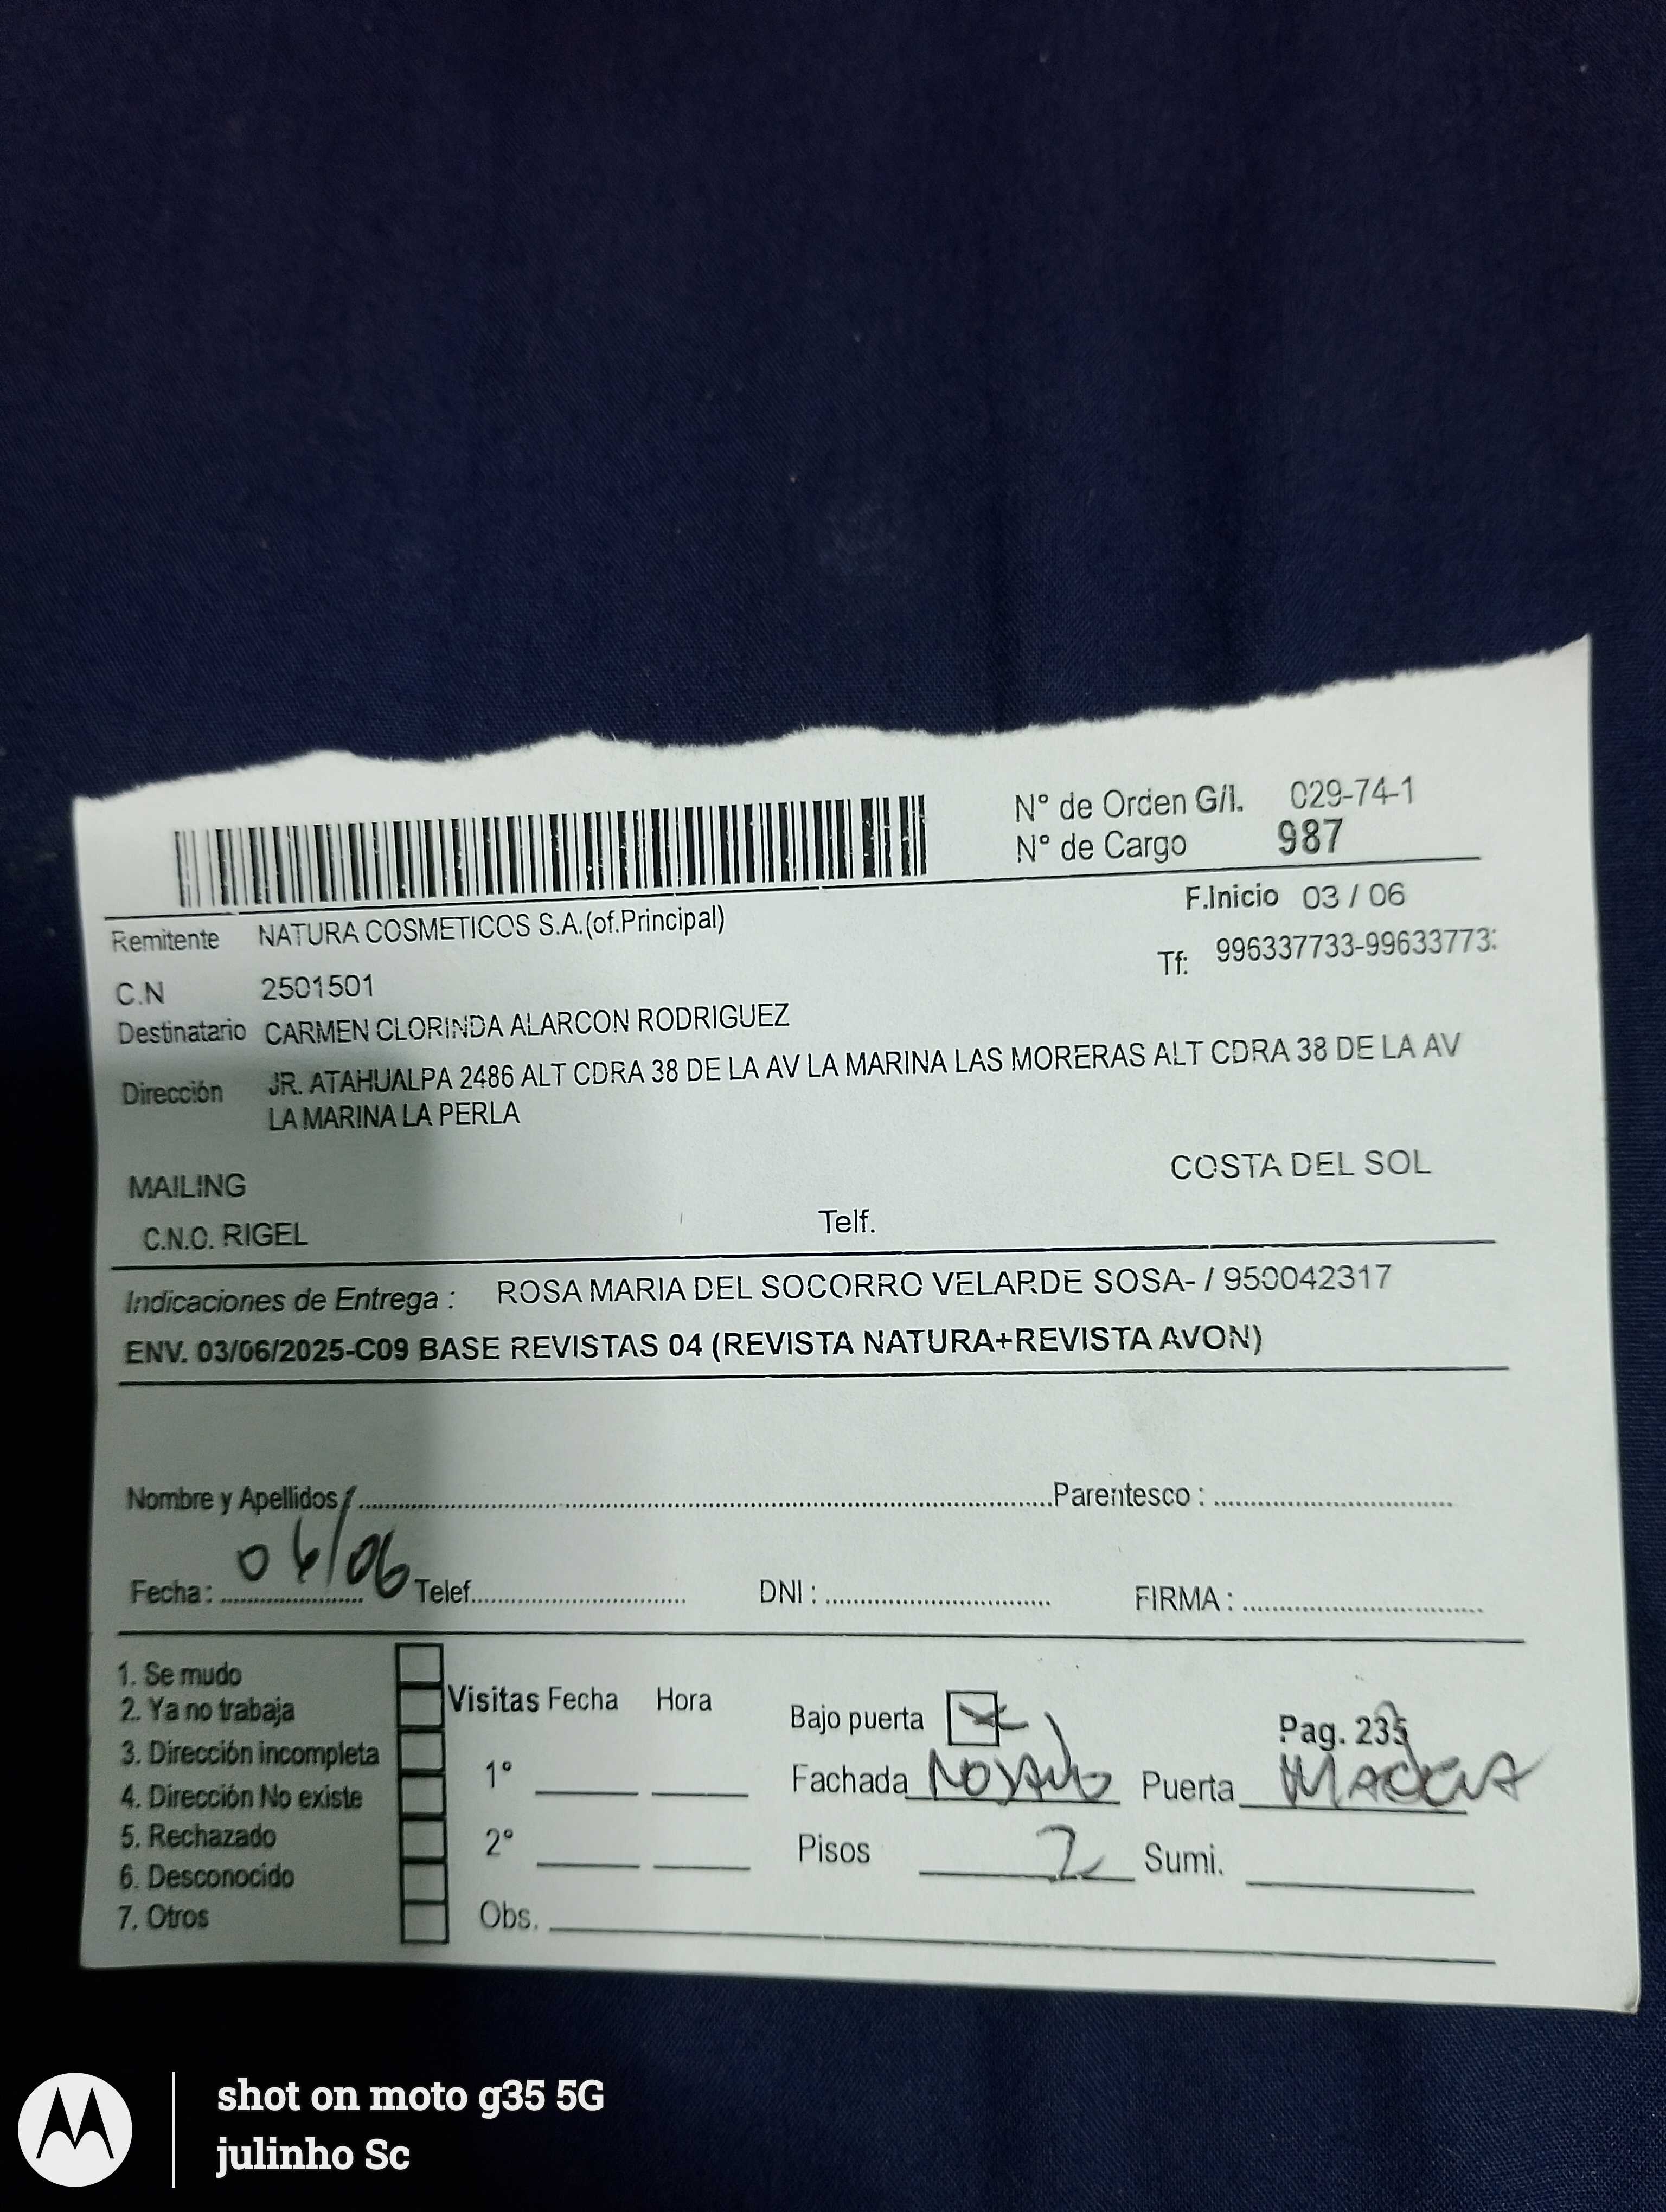 N° de Orden G/I. 029-74-1
N° de Cargo 987
F.Inicio 03 / 06
Remitente NATURA COSMETICOS S.A.(of.Principal)
Tf: 996337733-99633773
C.N 2501501
Destinatario CARMEN CLORINDA ALARCON RODRIGUEZ
Dirección JR. ATAHUALPA 2486 ALT CDRA 38 DE LA AV LA MARINA LAS MORERAS ALT CDRA 38 DE LA AV
LA MARINA LA PERLA
MAILING COSTA DEL SOL
C.N.O. RIGEL Telf.
Indicaciones de Entrega : ROSA MARIA DEL SOCORRO VELARDE SOSA- / 950042317
ENV. 03/06/2025-C09 BASE REVISTAS 04 (REVISTA NATURA+REVISTA AVON)
Nombre y Apellidos Parentesco :
Fecha : /06 Telef. DNI : FIRMA :
1. Se mudo
2. Ya no trabaja
3. Dirección incompleta
4. Dirección No existe
5. Rechazado
6. Desconocido
7. Otros
Visitas Fecha Hora
1°
2°
Obs.
Bajo puerta Pag. 235
Fachada Puerta
Pisos 2 Sumi.
shot on moto g35 5G
julinho Sc